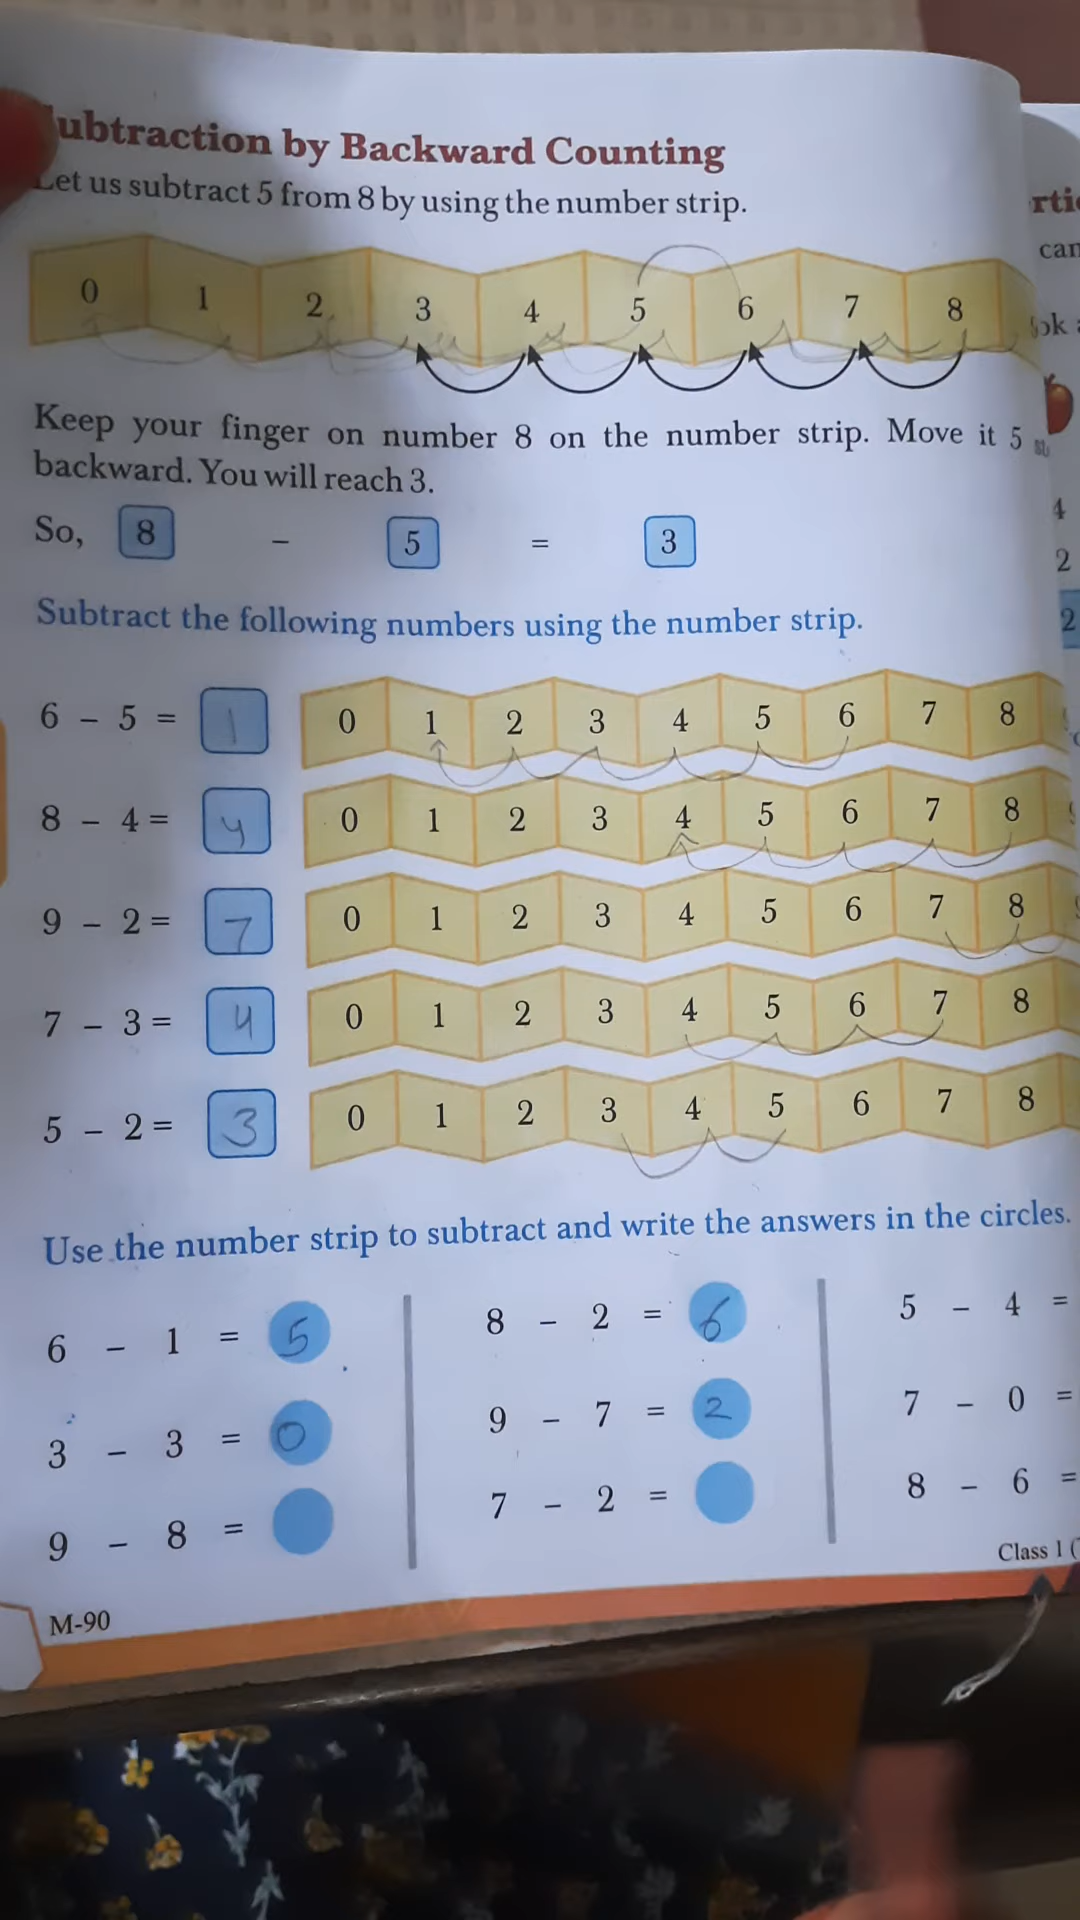 ubtraction by Backward Counting
Let us subtract 5 from 8 by using the number strip.
0 1 2 3 4 5 6 7 8
Keep your finger on number 8 on the number strip. Move it 5
backward. You will reach 3.
So, 8 - 5 = 3
Subtract the following numbers using the number strip.
6 - 5 = 1 0 1 2 3 4 5 6 7 8
8 - 4 = 4 0 1 2 3 4 5 6 7 8
9 - 2 = 7 0 1 2 3 4 5 6 7 8
7 - 3 = 4 0 1 2 3 4 5 6 7 8
5 - 2 = 3 0 1 2 3 4 5 6 7 8
Use the number strip to subtract and write the answers in the circles.
6 - 1 = 5 8 - 2 = 6 5 - 4 =
3 - 3 = 0 9 - 7 = 2 7 - 0 =
9 - 8 = 7 - 2 = 8 - 6 =
Class 1
M-90
4
2
2